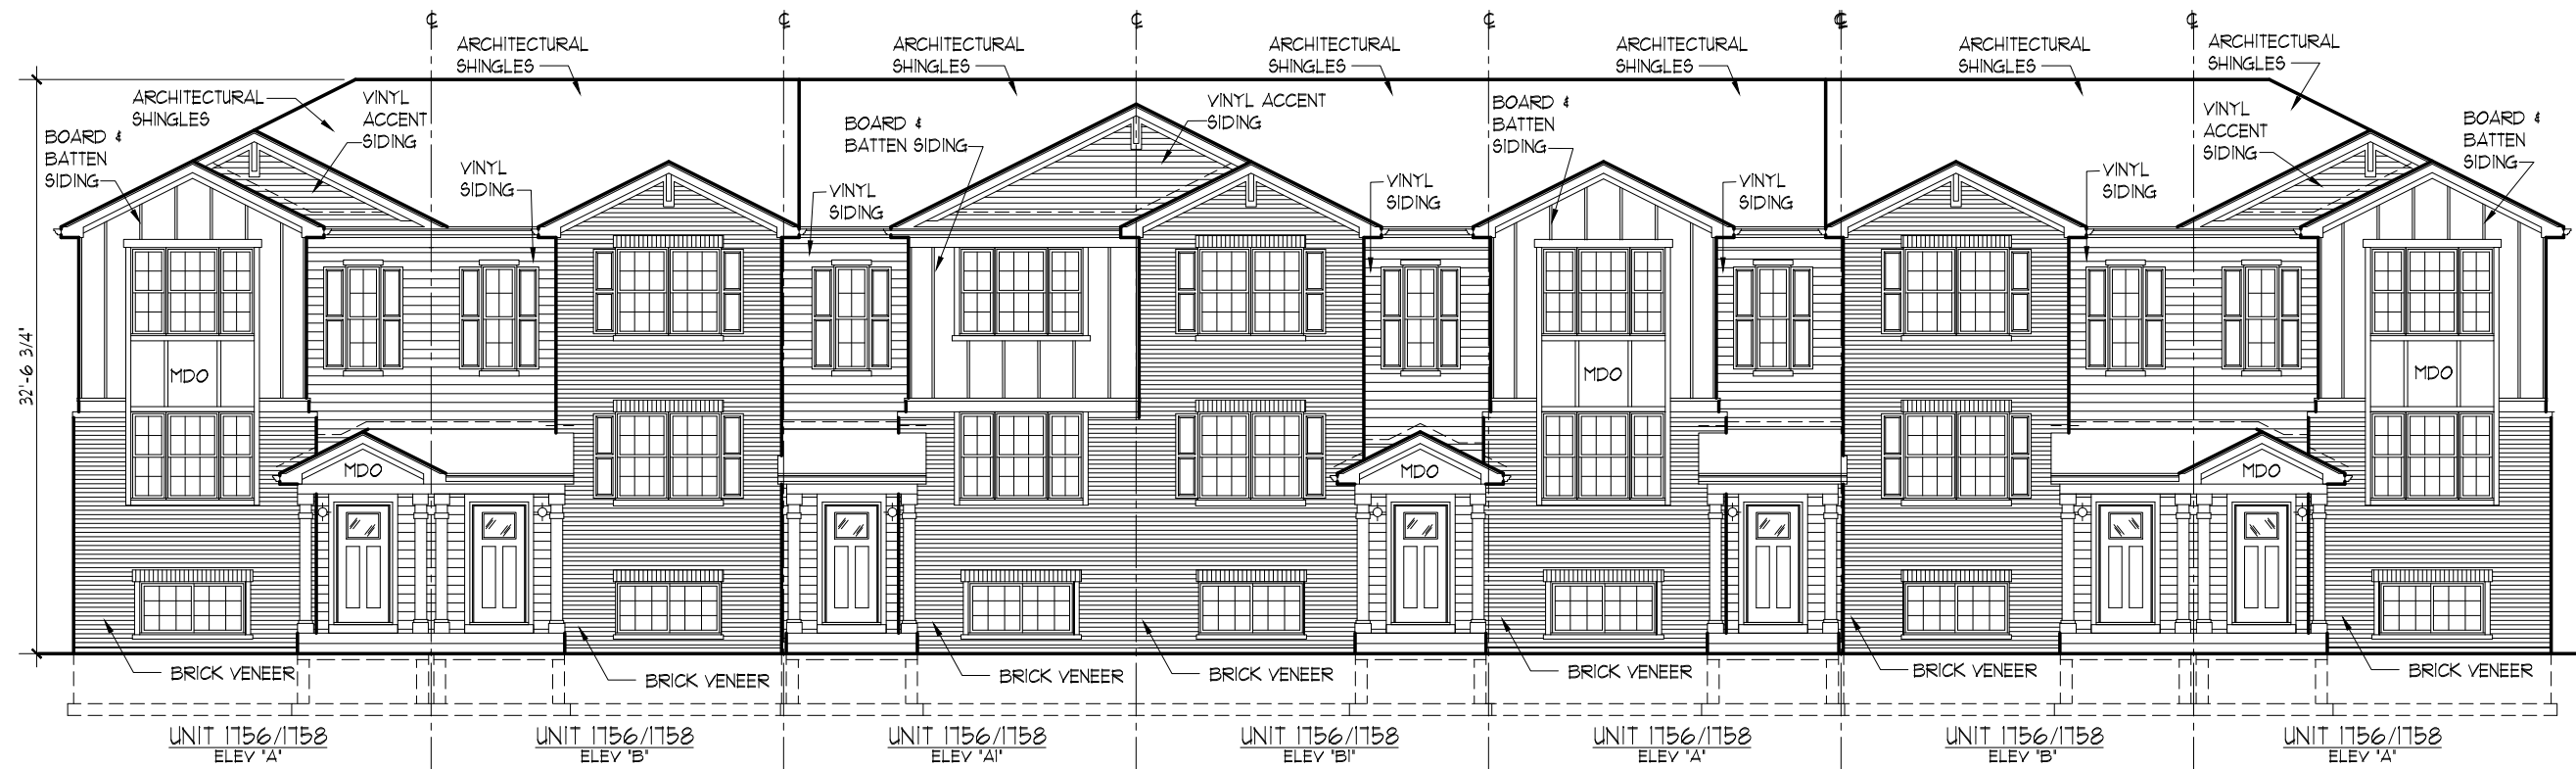 ℄ ℄ ℄ ℄ ℄ ℄
ARCHITECTURAL
SHINGLES
ARCHITECTURAL
SHINGLES
ARCHITECTURAL
SHINGLES
ARCHITECTURAL
SHINGLES
ARCHITECTURAL
SHINGLES
ARCHITECTURAL
SHINGLES
ARCHITECTURAL
SHINGLES
VINYL
ACCENT
SIDING
BOARD &
BATTEN
SIDING
VINYL
SIDING
BOARD &
BATTEN SIDING
VINYL
SIDING
VINYL ACCENT
SIDING
VINYL
SIDING
BOARD &
BATTEN
SIDING
VINYL
SIDING
VINYL
SIDING
VINYL
ACCENT
SIDING
BOARD &
BATTEN
SIDING
32'-6 3/4"
MDO
MDO
MDO
MDO
MDO
MDO
BRICK VENEER
BRICK VENEER
BRICK VENEER
BRICK VENEER
BRICK VENEER
BRICK VENEER
BRICK VENEER
UNIT 1756/1758
ELEV "A"
UNIT 1756/1758
ELEV "B"
UNIT 1756/1758
ELEV "A1"
UNIT 1756/1758
ELEV "B1"
UNIT 1756/1758
ELEV "A"
UNIT 1756/1758
ELEV "B"
UNIT 1756/1758
ELEV "A"